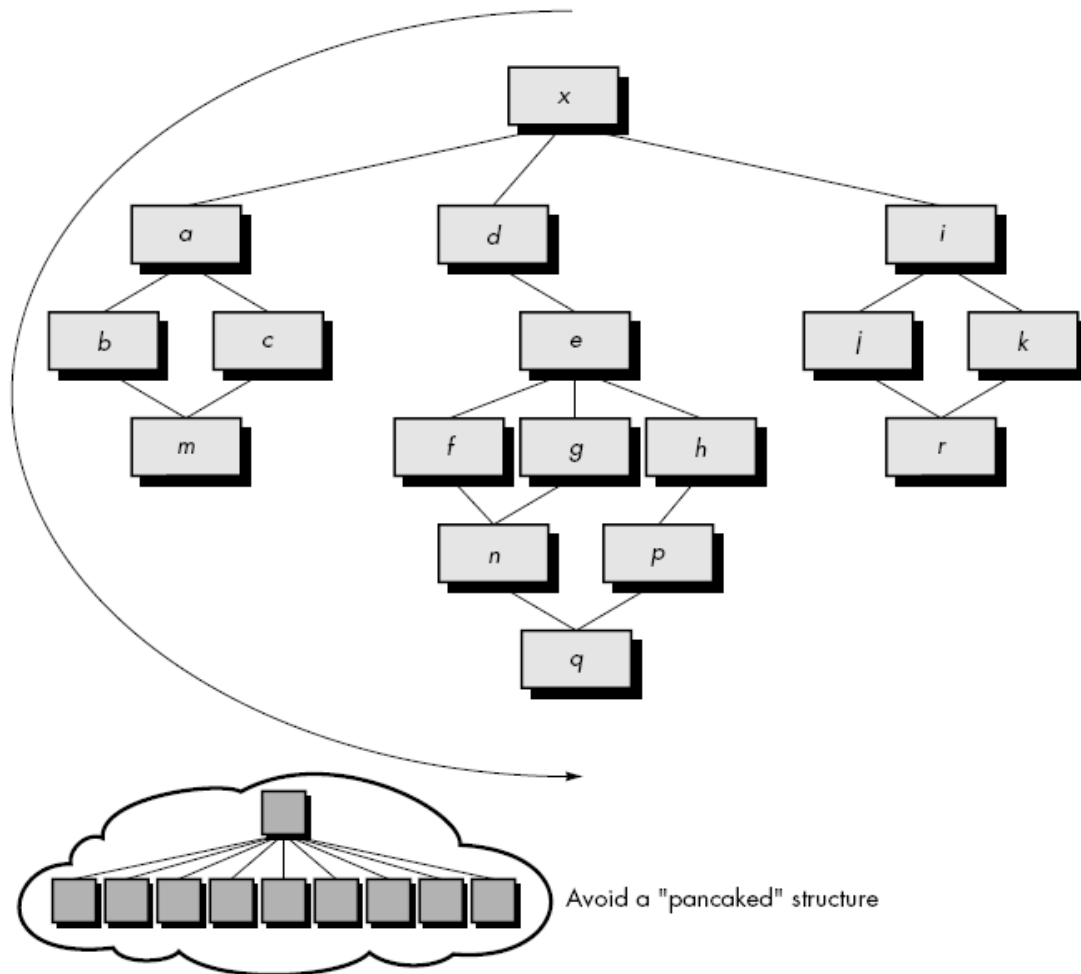 x
a d i
b c e j k
m f g h r
n p
q
Avoid a "pancaked" structure